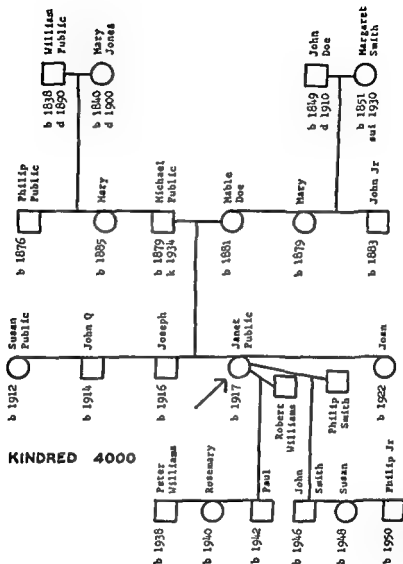 William
Public
b 1838
d 1890
Mary
Jones
b 1840
d 1900
John
Doe
b 1849
d 1910
Margaret
Smith
b 1851
sui 1930
Philip
Public
b 1876
Mary
b 1885
Michael
Public
b 1879
k 1934
Mable
Doe
b 1881
Mary
b 1879
John Jr
b 1883
Susan
Public
b 1912
John Q
b 1914
Joseph
b 1916
Janet
Public
b 1917
Robert
Williams
Philip
Smith
Joan
b 1922
KINDRED 4000
Peter
Williams
b 1938
Rosemary
b 1940
Paul
b 1942
John
Smith
b 1946
Susan
b 1948
Philip Jr
b 1950